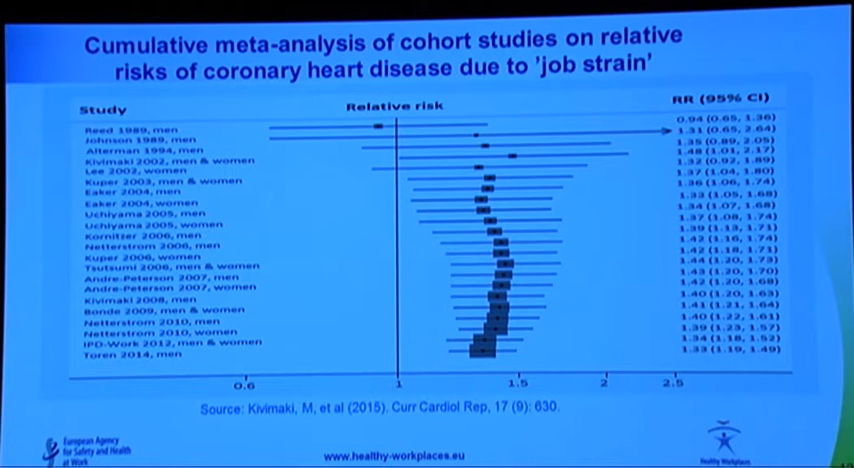 Cumulative meta-analysis of cohort studies on relative
risks of coronary heart disease due to 'job strain'
Study Relative risk RR (95% CI)
Reed 1989, men 0.94 (0.65, 1.36)
Johnson 1989, men 1.31 (0.65, 2.64)
Alterman 1994, men 1.35 (0.89, 2.05)
Kivimaki 2002, men & women 1.48 (1.01, 2.17)
Lee 2002, women 1.32 (0.92, 1.89)
Kuper 2003, men & women 1.37 (1.04, 1.80)
Eaker 2004, men 1.36 (1.06, 1.74)
Eaker 2004, women 1.33 (1.05, 1.68)
Uchiyama 2005, men 1.34 (1.07, 1.68)
Uchiyama 2005, women 1.37 (1.08, 1.74)
Kornitzer 2006, men 1.39 (1.13, 1.71)
Netterstrom 2006, men 1.42 (1.16, 1.74)
Kuper 2006, women 1.42 (1.18, 1.71)
Tsutsumi 2006, men & women 1.44 (1.20, 1.73)
Andre-Peterson 2007, men 1.43 (1.20, 1.70)
Andre-Peterson 2007, women 1.42 (1.20, 1.68)
Kivimaki 2008, men 1.40 (1.20, 1.63)
Bonde 2009, men & women 1.41 (1.21, 1.64)
Netterstrom 2010, men 1.40 (1.22, 1.61)
Netterstrom 2010, women 1.39 (1.23, 1.57)
IPD-Work 2012, men & women 1.34 (1.18, 1.52)
Toren 2014, men 1.33 (1.19, 1.49)
0.6 1 1.5 2 2.5
Source: Kivimaki, M, et al (2015). Curr Cardiol Rep, 17 (9): 630.
European Agency
for Safety and Health
at Work
www.healthy-workplaces.eu
Healthy Workplaces